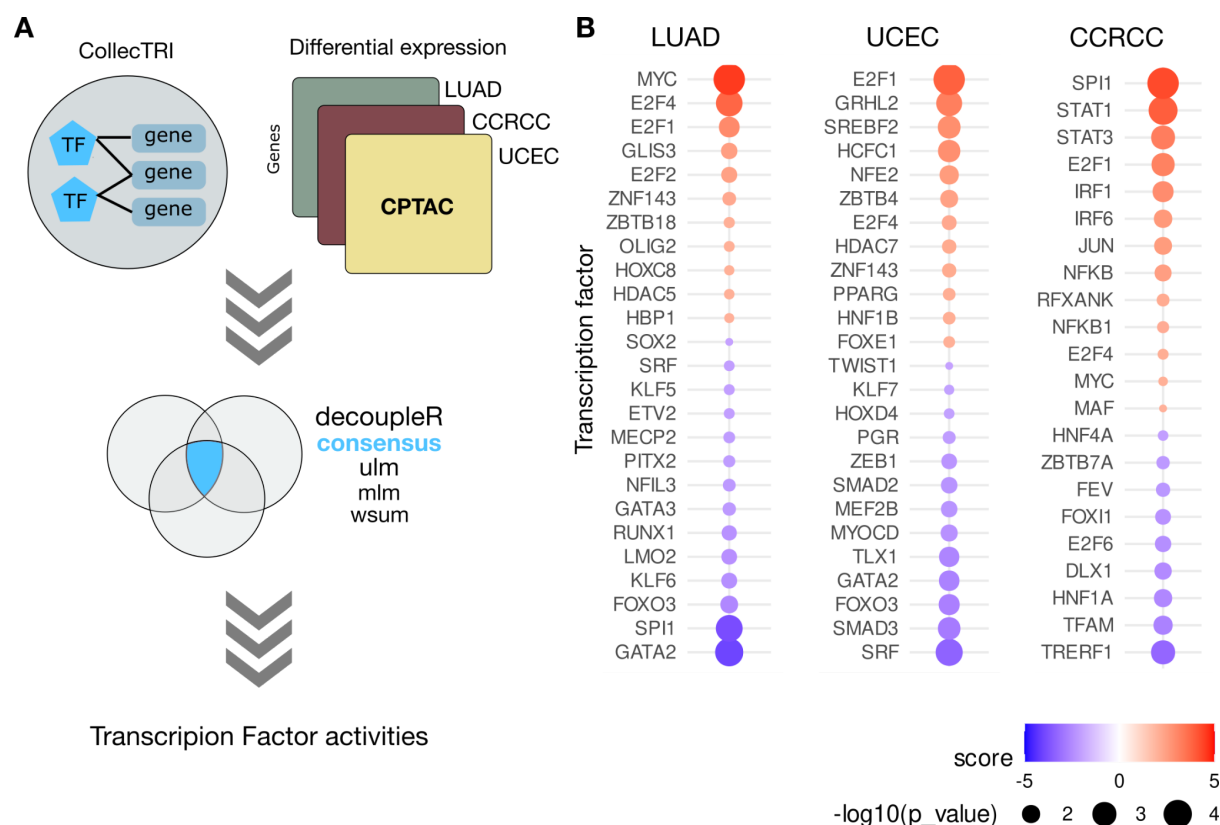 A
CollecTRI
TF
TF
gene
gene
gene
Differential expression
Genes
LUAD
CCRCC
UCEC
CPTAC
decoupleR
consensus
ulm
mlm
wsum
Transcripion Factor activities
B
Transcription factor
LUAD
MYC
E2F4
E2F1
GLIS3
E2F2
ZNF143
ZBTB18
OLIG2
HOXC8
HDAC5
HBP1
SOX2
SRF
KLF5
ETV2
MECP2
PITX2
NFIL3
GATA3
RUNX1
LMO2
KLF6
FOXO3
SPI1
GATA2
UCEC
E2F1
GRHL2
SREBF2
HCFC1
NFE2
ZBTB4
E2F4
HDAC7
ZNF143
PPARG
HNF1B
FOXE1
TWIST1
KLF7
HOXD4
PGR
ZEB1
SMAD2
MEF2B
MYOCD
TLX1
GATA2
FOXO3
SMAD3
SRF
CCRCC
SPI1
STAT1
STAT3
E2F1
IRF1
IRF6
JUN
NFKB
RFXANK
NFKB1
E2F4
MYC
MAF
HNF4A
ZBTB7A
FEV
FOXI1
E2F6
DLX1
HNF1A
TFAM
TRERF1
score
-5 0 5
-log10(p_value) 2 3 4